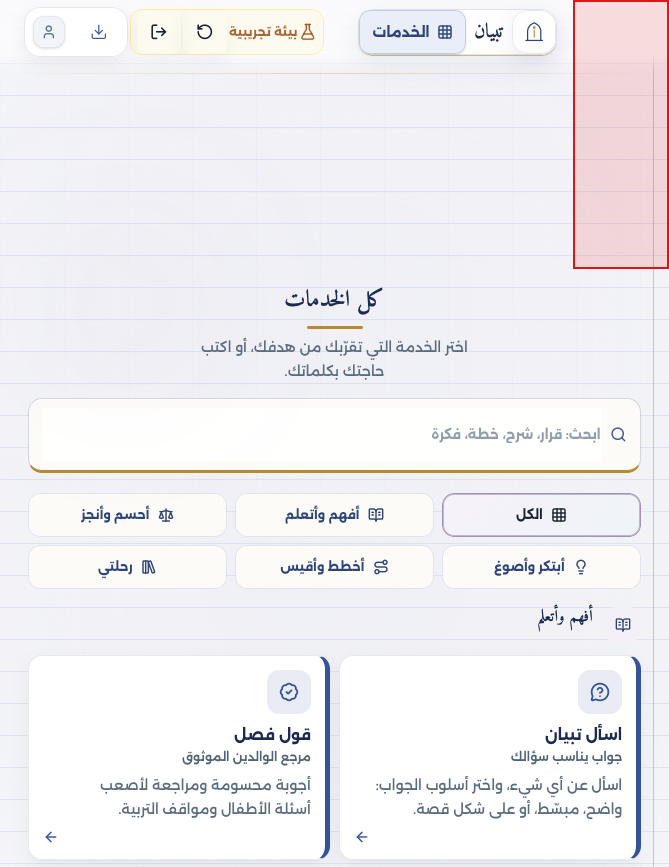 تبيان
الخدمات
بيئة تجريبية
كل الخدمات
اختر الخدمة التي تقرّبك من هدفك، أو اكتب
حاجتك بكلماتك.
ابحث: قرار، شرح، خطة، فكرة
الكل
أفهم وأتعلم
أحسم وأنجز
أبتكر وأصوغ
أخطط وأقيس
رحلتي
أفهم وأتعلم
اسأل تبيان
جواب يناسب سؤالك
اسأل عن أي شيء، واختر أسلوب الجواب:
واضح، مبسّط، أو على شكل قصة.
قول فصل
مرجع الوالدين الموثوق
أجوبة محسومة ومراجعة لأصعب
أسئلة الأطفال ومواقف التربية.